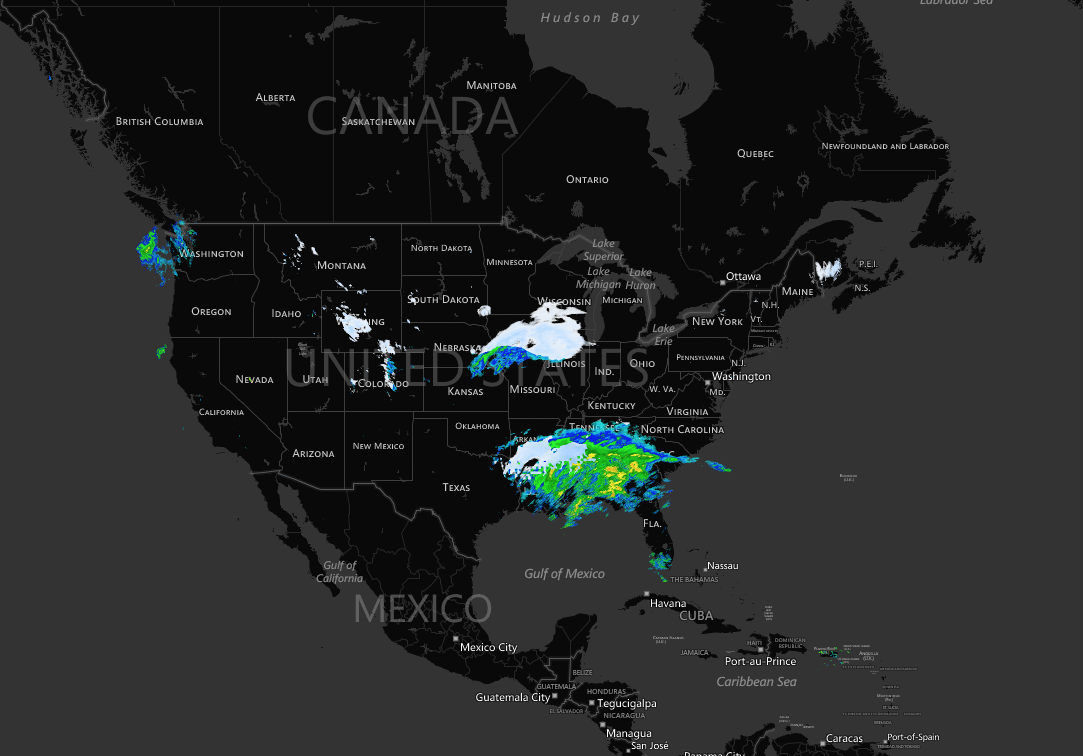 Labrador Sea
Hudson Bay
MANITOBA
ALBERTA
CANADA
BRITISH COLUMBIA
SASKATCHEWAN
NEWFOUNDLAND AND LABRADOR
QUEBEC
ONTARIO
Lake
Superior
NORTH DAKOTA
WASHINGTON
MINNESOTA
MONTANA
P.E.I.
Lake
Michigan
Lake
Huron
Ottawa
N.S.
MAINE
SOUTH DAKOTA
WISCONSIN
MICHIGAN
N.H.
OREGON
IDAHO
NEW YORK
VT.
Lake
Erie
NEBRASKA
PENNSYLVANIA
N.J.
UNITED STATES
ILLINOIS
OHIO
IND.
Washington
NEVADA
UTAH
COLORADO
KANSAS
MISSOURI
W. VA.
MD.
KENTUCKY
CALIFORNIA
VIRGINIA
OKLAHOMA
TENNESSEE
NORTH CAROLINA
NEW MEXICO
ARIZONA
TEXAS
FLA.
Gulf of
California
Gulf of Mexico
Nassau
THE BAHAMAS
Havana
MEXICO
CUBA
Mexico City
HAITI
DOMINICAN
REPUBLIC
JAMAICA
Port-au-Prince
BELIZE
Caribbean Sea
GUATEMALA
Guatemala City
HONDURAS
Tegucigalpa
EL SALVADOR
NICARAGUA
Managua
San José
Caracas
Port-of-Spain
TRINIDAD AND TOBAGO
Panama City